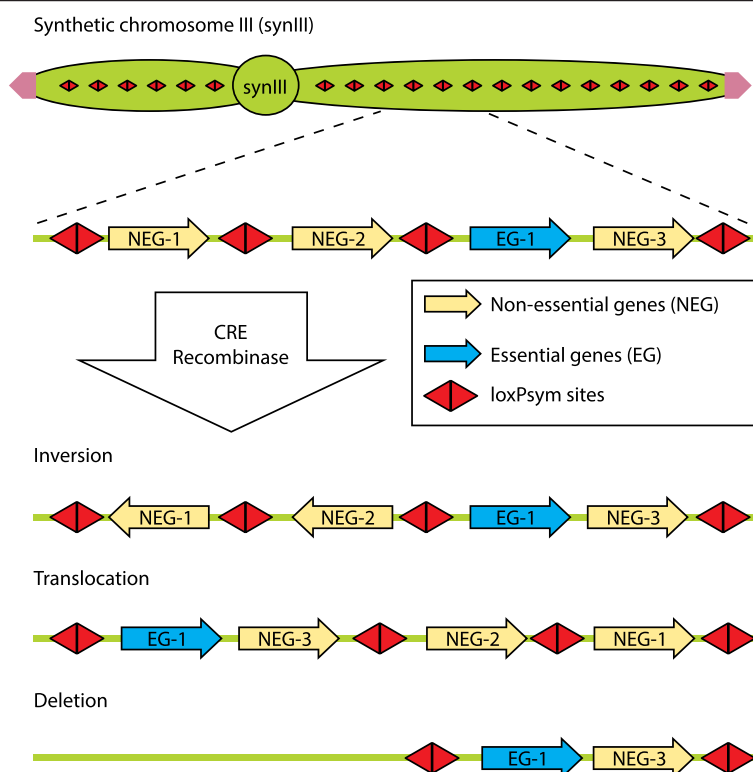 Synthetic chromosome III (synIII)
synIII
NEG-1 NEG-2 EG-1 NEG-3
Non-essential genes (NEG)
CRE
Recombinase
Essential genes (EG)
loxPsym sites
Inversion
NEG-1 NEG-2 EG-1 NEG-3
Translocation
EG-1 NEG-3 NEG-2 NEG-1
Deletion
EG-1 NEG-3